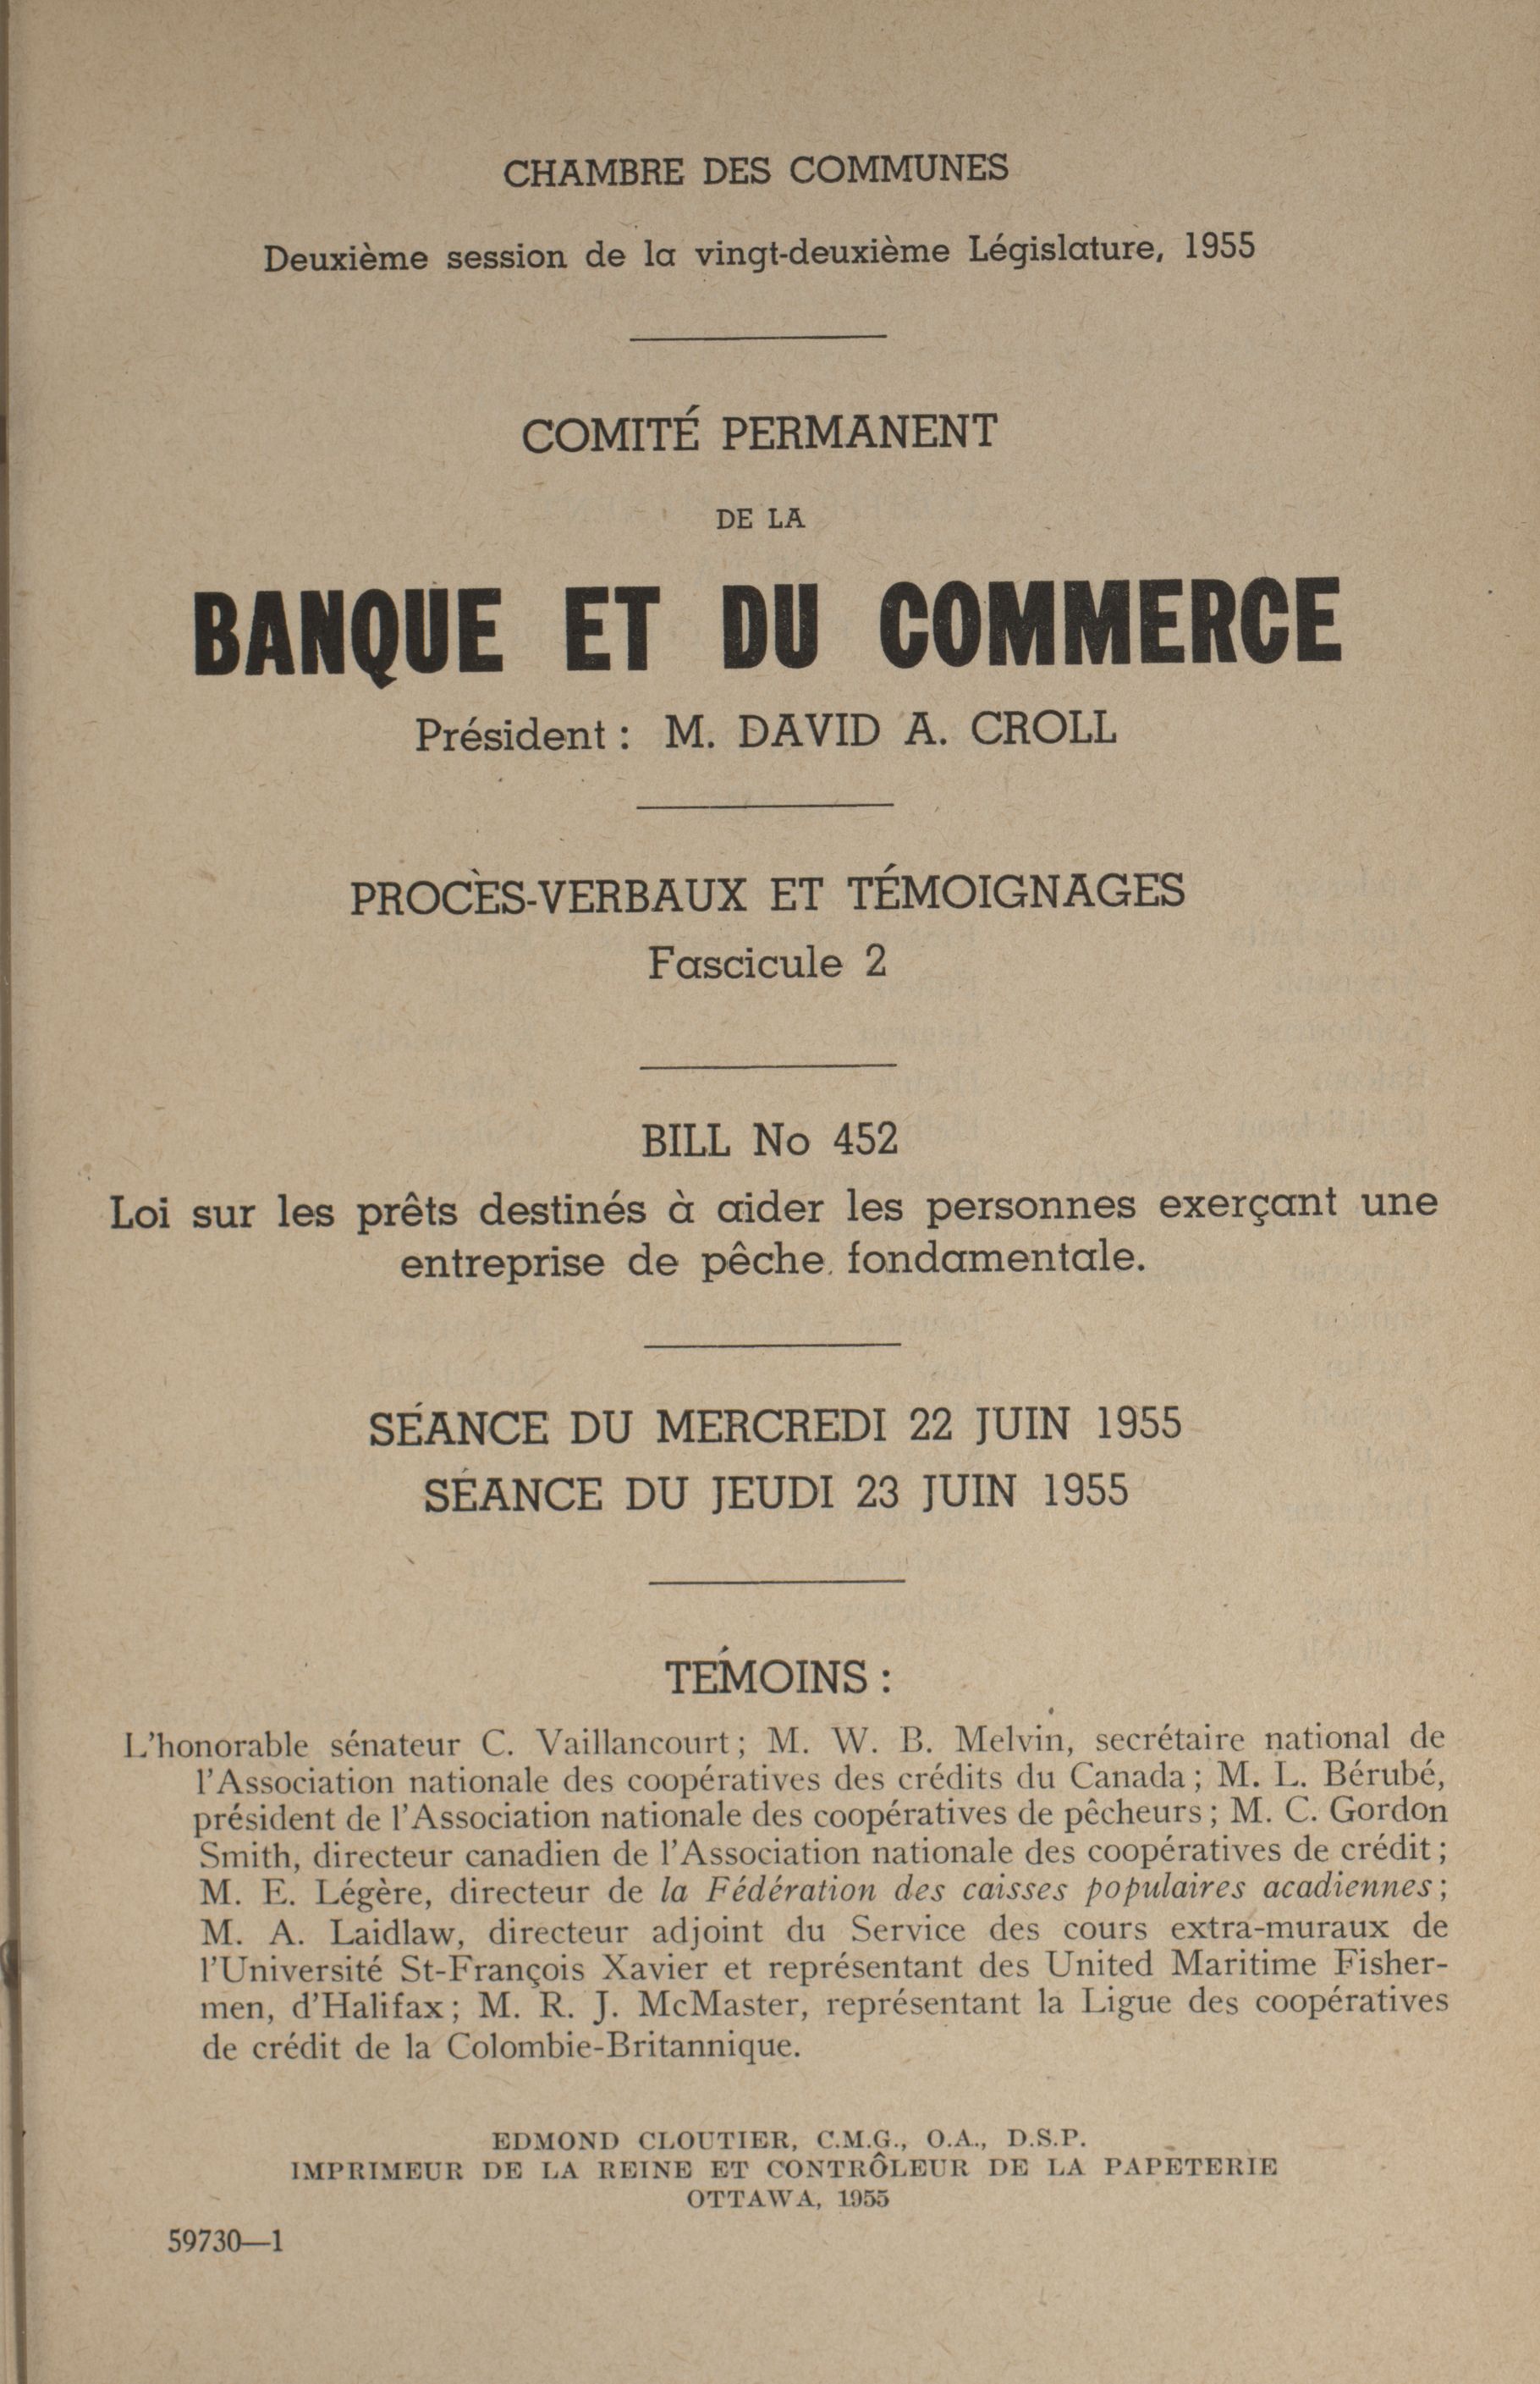 CHAMBRE DES COMMUNES
Deuxième session de la vingt-deuxième Législature, 1955
COMITÉ PERMANENT
DE LA
BANQUE ET DU COMMERCE
Président : M. DAVID A. CROLL
PROCÈS-VERBAUX ET TÉMOIGNAGES
Fascicule 2
BILL No 452
Loi sur les prêts destinés à aider les personnes exerçant une
entreprise de pêche fondamentale.
SÉANCE DU MERCREDI 22 JUIN 1955
SÉANCE DU JEUDI 23 JUIN 1955
TÉMOINS :
L'honorable sénateur C. Vaillancourt ; M. W. B. Melvin, secrétaire national de
l'Association nationale des coopératives des crédits du Canada ; M. L. Bérubé,
président de l'Association nationale des coopératives de pêcheurs ; M. C. Gordon
Smith, directeur canadien de l'Association nationale des coopératives de crédit ;
M. E. Légère, directeur de la Fédération des caisses populaires acadiennes ;
M. A. Laidlaw, directeur adjoint du Service des cours extra-muraux de
l'Université St-François Xavier et représentant des United Maritime Fisher-
men, d'Halifax ; M. R. J. McMaster, représentant la Ligue des coopératives
de crédit de la Colombie-Britannique.
EDMOND CLOUTIER, C.M.G., O.A., D.S.P.
IMPRIMEUR DE LA REINE ET CONTRÔLEUR DE LA PAPETERIE
OTTAWA, 1955
59730—1